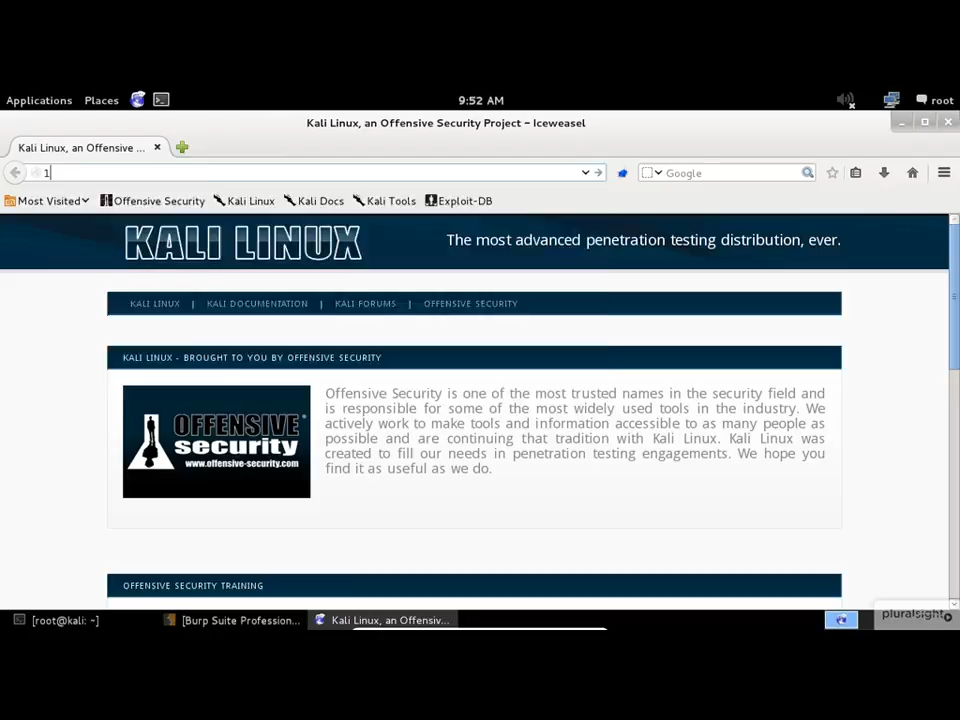 Applications Places 9:52 AM root
Kali Linux, an Offensive Security Project - Iceweasel
Kali Linux, an Offensive ...
1
Google
Most Visited Offensive Security Kali Linux Kali Docs Kali Tools Exploit-DB
KALI LINUX The most advanced penetration testing distribution, ever.
KALI LINUX | KALI DOCUMENTATION | KALI FORUMS | OFFENSIVE SECURITY
KALI LINUX - BROUGHT TO YOU BY OFFENSIVE SECURITY
OFFENSIVE
security
www.offensive-security.com
Offensive Security is one of the most trusted names in the security field and
is responsible for some of the most widely used tools in the industry. We
actively work to make tools and information accessible to as many people as
possible and are continuing that tradition with Kali Linux. Kali Linux was
created to fill our needs in penetration testing engagements. We hope you
find it as useful as we do.
OFFENSIVE SECURITY TRAINING
[root@kali: ~] [Burp Suite Profession... Kali Linux, an Offensiv... pluralsight